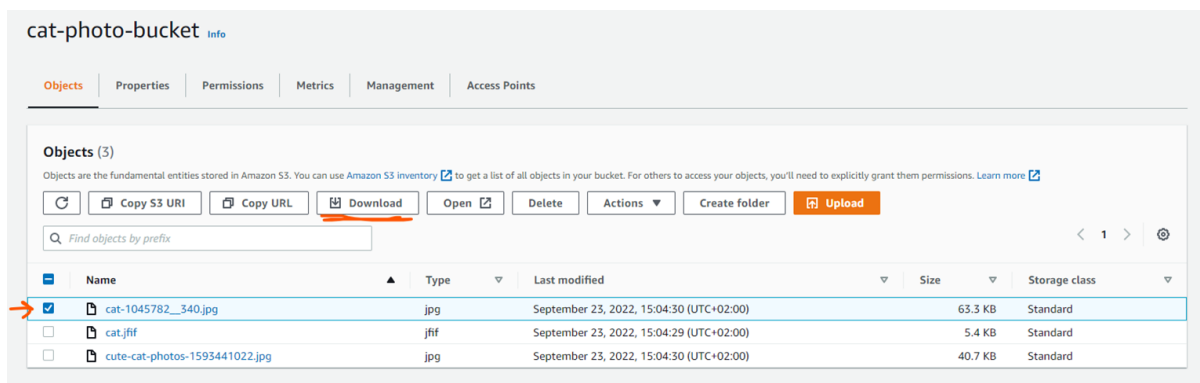 cat-photo-bucket Info
Objects Properties Permissions Metrics Management Access Points
Objects (3)
Objects are the fundamental entities stored in Amazon S3. You can use Amazon S3 inventory to get a list of all objects in your bucket. For others to access your objects, you'll need to explicitly grant them permissions. Learn more
Copy S3 URI Copy URL Download Open Delete Actions Create folder Upload
Find objects by prefix 1
Name Type Last modified Size Storage class
cat-1045782__340.jpg jpg September 23, 2022, 15:04:30 (UTC+02:00) 63.3 KB Standard
cat.jfif jfif September 23, 2022, 15:04:29 (UTC+02:00) 5.4 KB Standard
cute-cat-photos-1593441022.jpg jpg September 23, 2022, 15:04:30 (UTC+02:00) 40.7 KB Standard